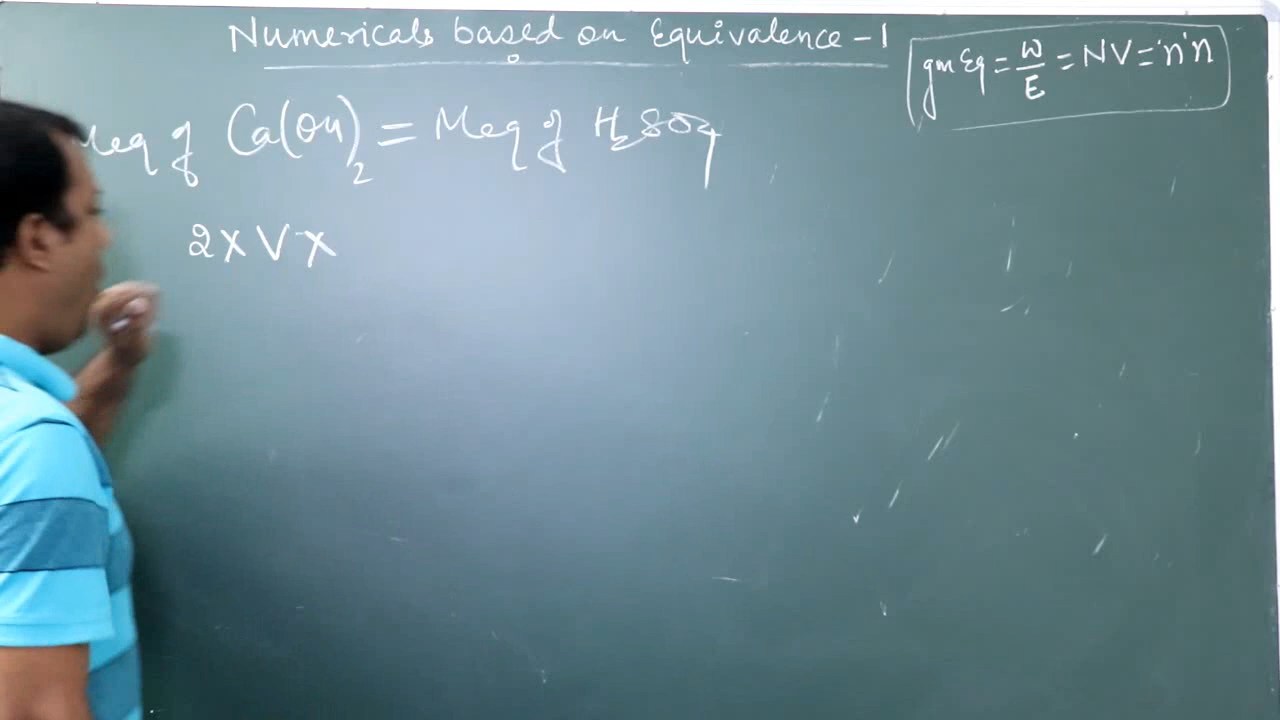 Numericals based on Equivalence - 1
gm Eq = W/E = NV = 'n' n
Meq of Ca(OH)2 = Meq of H2SO4
2 x V x